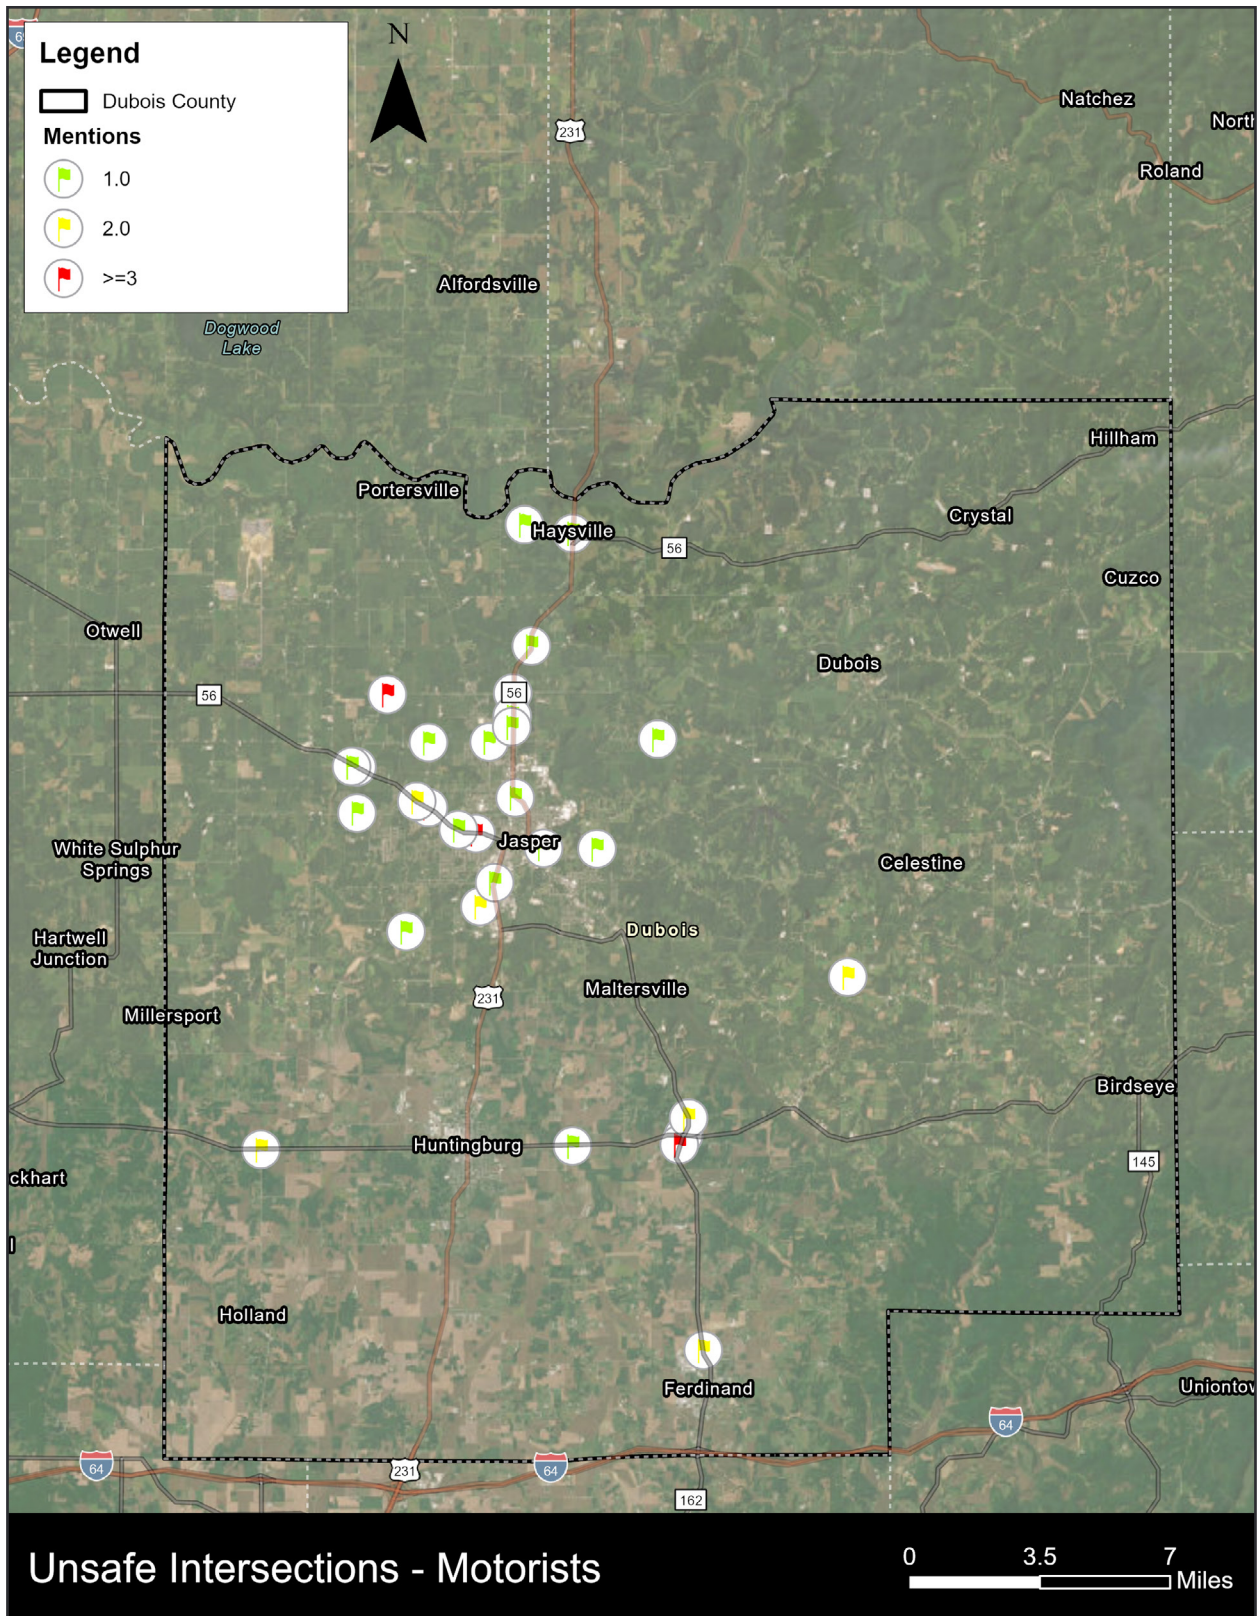 Legend
Dubois County
Mentions
1.0
2.0
>=3
N
69
231
Natchez
North
Roland
Alfordsville
Dogwood
Lake
Hillham
Portersville
Crystal
Haysville
56
Cuzco
Otwell
Dubois
56
56
Jasper
White Sulphur
Springs
Celestine
Dubois
Hartwell
Junction
Maltersville
231
Millersport
Birdseye
Huntingburg
145
ckhart
Holland
Ferdinand
Uniontow
64
64
231
64
162
Unsafe Intersections - Motorists
0 3.5 7
Miles